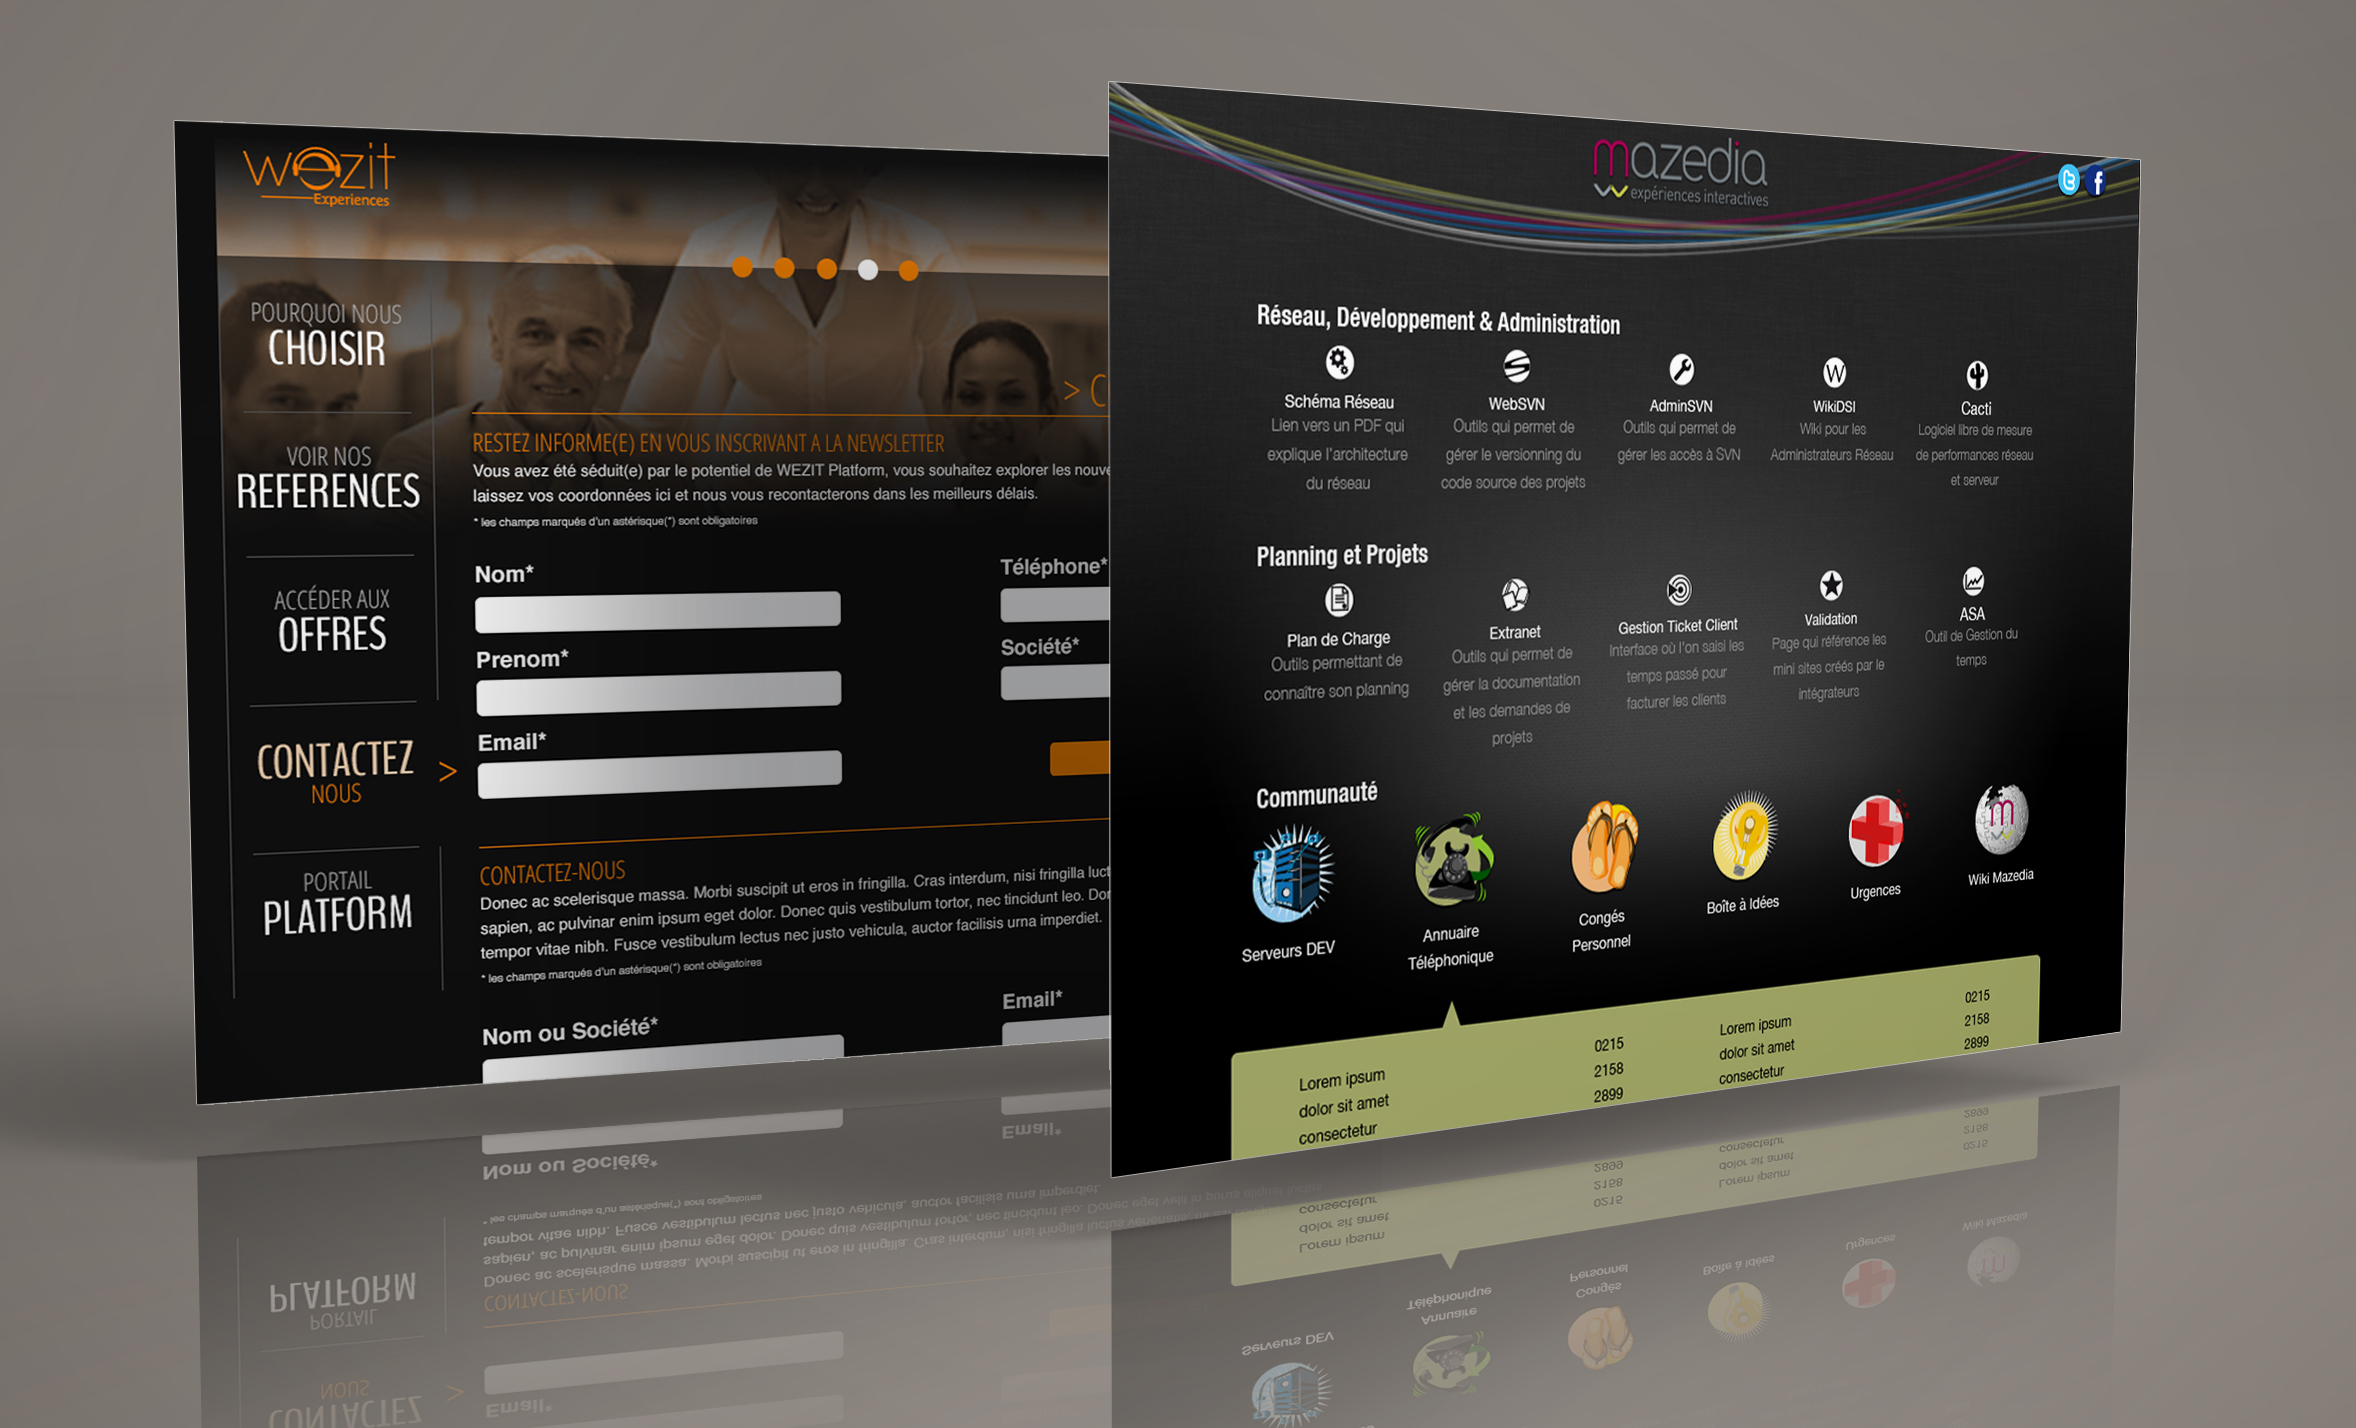 wezit
Experiences
POURQUOI NOUS
CHOISIR
VOIR NOS
REFERENCES
ACCÉDER AUX
OFFRES
CONTACTEZ
NOUS
>
PORTAIL
PLATFORM
> C
RESTEZ INFORME(E) EN VOUS INSCRIVANT A LA NEWSLETTER
Vous avez été séduit(e) par le potentiel de WEZIT Platform, vous souhaitez explorer les nouve
laissez vos coordonnées ici et nous vous recontacterons dans les meilleurs délais.
* les champs marqués d'un astérisque(*) sont obligatoires
Nom*
Téléphone*
Prenom*
Société*
Email*
CONTACTEZ-NOUS
Donec ac scelerisque massa. Morbi suscipit ut eros in fringilla. Cras interdum, nisi fringilla luct
sapien, ac pulvinar enim ipsum eget dolor. Donec quis vestibulum tortor, nec tincidunt leo. Dor
tempor vitae nibh. Fusce vestibulum lectus nec justo vehicula, auctor facilisis urna imperdiet.
* les champs marqués d'un astérisque(*) sont obligatoires
Nom ou Société*
Email*
mazedia
expériences interactives
Réseau, Développement & Administration
Schéma Réseau
Lien vers un PDF qui
explique l'architecture
du réseau
WebSVN
Outils qui permet de
gérer le versionning du
code source des projets
AdminSVN
Outils qui permet de
gérer les accès à SVN
W
WikiDSI
Wiki pour les
Administrateurs Réseau
Cacti
Logiciel libre de mesure
de performances réseau
et serveur
Planning et Projets
Plan de Charge
Outils permettant de
connaître son planning
Extranet
Outils qui permet de
gérer la documentation
et les demandes de
projets
Gestion Ticket Client
Interface où l'on saisi les
temps passé pour
facturer les clients
Validation
Page qui référence les
mini sites créés par le
intégrateurs
ASA
Outil de Gestion du
temps
Communauté
Serveurs DEV
Annuaire
Téléphonique
Congés
Personnel
Boîte à Idées
Urgences
m
Wiki Mazedia
Lorem ipsum 0215
dolor sit amet 2158
consectetur 2899
Lorem ipsum 0215
dolor sit amet 2158
consectetur 2899